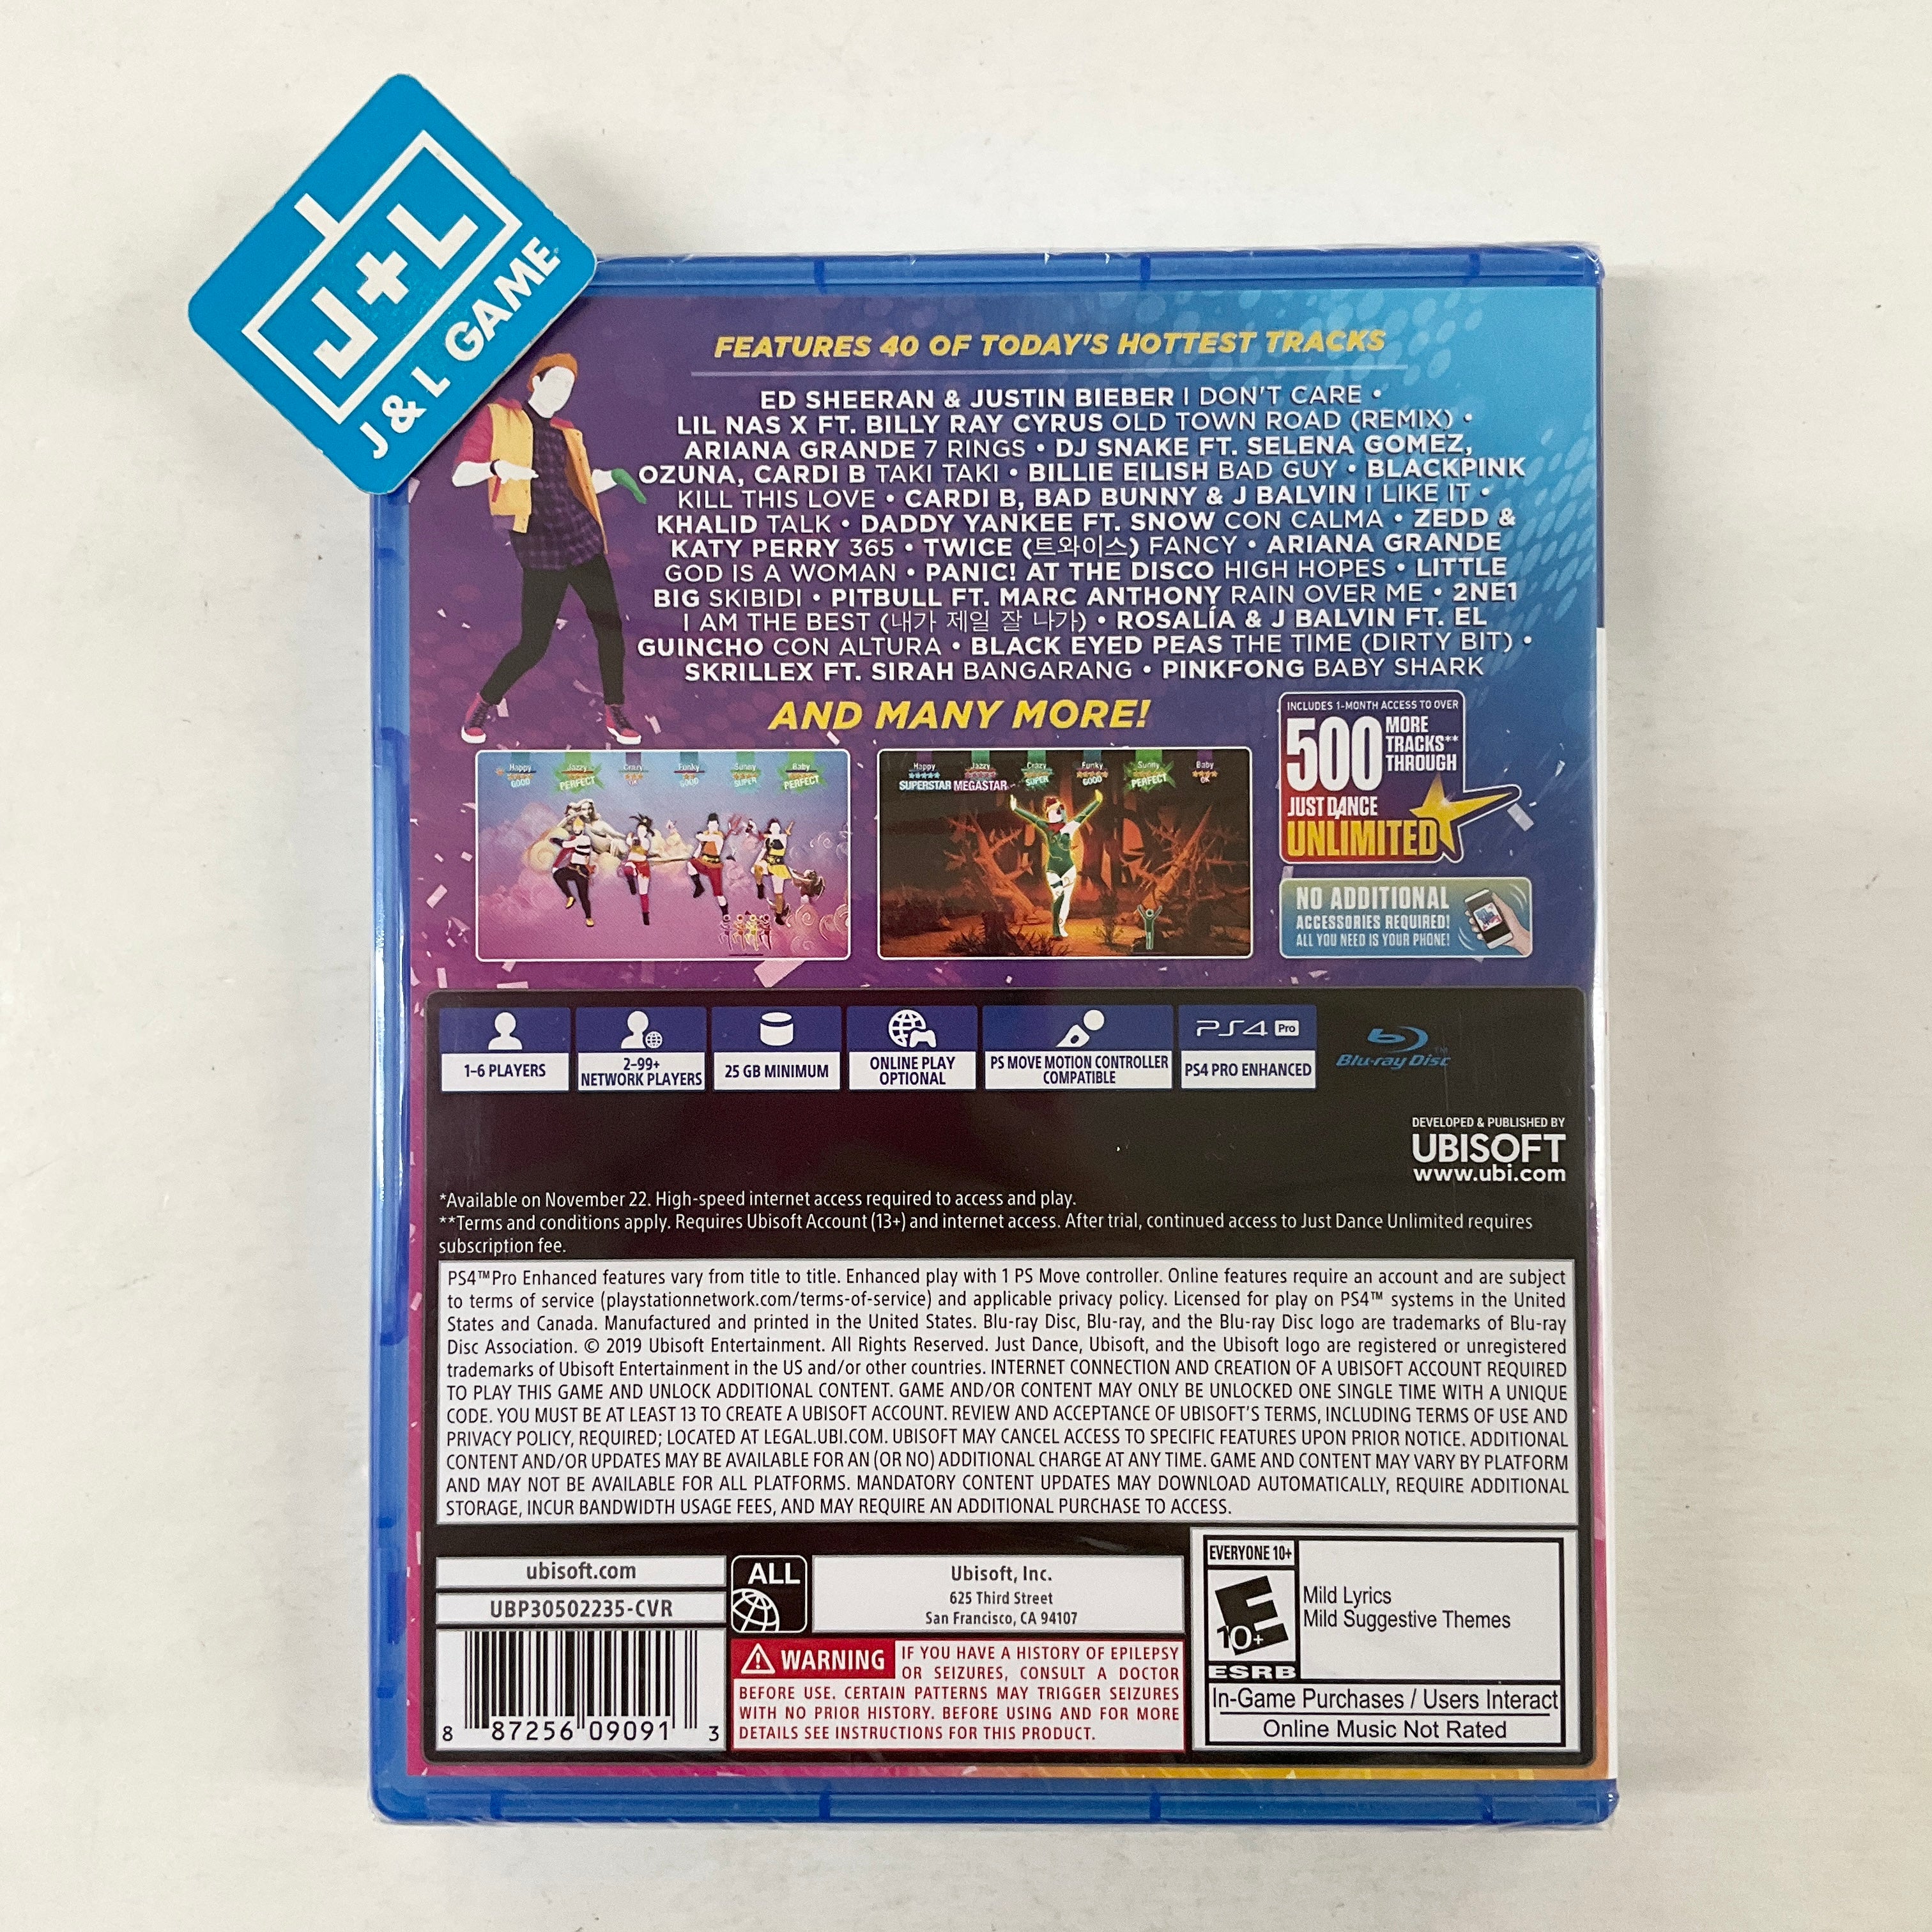 J+L
J&L GAME
FEATURES 40 OF TODAY'S HOTTEST TRACKS
ED SHEERAN & JUSTIN BIEBER I DON'T CARE •
LIL NAS X FT. BILLY RAY CYRUS OLD TOWN ROAD (REMIX) •
ARIANA GRANDE 7 RINGS • DJ SNAKE FT. SELENA GOMEZ,
OZUNA, CARDI B TAKI TAKI • BILLIE EILISH BAD GUY • BLACKPINK
KILL THIS LOVE • CARDI B, BAD BUNNY & J BALVIN I LIKE IT •
KHALID TALK • DADDY YANKEE FT. SNOW CON CALMA • ZEDD &
KATY PERRY 365 • TWICE (트와이스) FANCY • ARIANA GRANDE
GOD IS A WOMAN • PANIC! AT THE DISCO HIGH HOPES • LITTLE
BIG SKIBIDI • PITBULL FT. MARC ANTHONY RAIN OVER ME • 2NE1
I AM THE BEST (내가 제일 잘 나가) • ROSALÍA & J BALVIN FT. EL
GUINCHO CON ALTURA • BLACK EYED PEAS THE TIME (DIRTY BIT) •
SKRILLEX FT. SIRAH BANGARANG • PINKFONG BABY SHARK
AND MANY MORE!
INCLUDES 1-MONTH ACCESS TO OVER
500 MORE
TRACKS**
THROUGH
JUST DANCE
UNLIMITED
Happy Jazzy Crazy Funky Sunny Baby
GOOD PERFECT OK GOOD SUPER PERFECT
Happy Jazzy Crazy Funky Sunny Baby
SUPERSTAR MEGASTAR SUPER GOOD PERFECT OK
NO ADDITIONAL
ACCESSORIES REQUIRED!
ALL YOU NEED IS YOUR PHONE!
1–6 PLAYERS
2–99+
NETWORK PLAYERS
25 GB MINIMUM
ONLINE PLAY
OPTIONAL
PS MOVE MOTION CONTROLLER
COMPATIBLE
PS4 Pro
PS4 PRO ENHANCED
Blu-ray Disc™
DEVELOPED & PUBLISHED BY
UBISOFT
www.ubi.com
*Available on November 22. High-speed internet access required to access and play.
**Terms and conditions apply. Requires Ubisoft Account (13+) and internet access. After trial, continued access to Just Dance Unlimited requires
subscription fee.
PS4™Pro Enhanced features vary from title to title. Enhanced play with 1 PS Move controller. Online features require an account and are subject
to terms of service (playstationnetwork.com/terms-of-service) and applicable privacy policy. Licensed for play on PS4™ systems in the United
States and Canada. Manufactured and printed in the United States. Blu-ray Disc, Blu-ray, and the Blu-ray Disc logo are trademarks of Blu-ray
Disc Association. © 2019 Ubisoft Entertainment. All Rights Reserved. Just Dance, Ubisoft, and the Ubisoft logo are registered or unregistered
trademarks of Ubisoft Entertainment in the US and/or other countries. INTERNET CONNECTION AND CREATION OF A UBISOFT ACCOUNT REQUIRED
TO PLAY THIS GAME AND UNLOCK ADDITIONAL CONTENT. GAME AND/OR CONTENT MAY ONLY BE UNLOCKED ONE SINGLE TIME WITH A UNIQUE
CODE. YOU MUST BE AT LEAST 13 TO CREATE A UBISOFT ACCOUNT. REVIEW AND ACCEPTANCE OF UBISOFT'S TERMS, INCLUDING TERMS OF USE AND
PRIVACY POLICY, REQUIRED; LOCATED AT LEGAL.UBI.COM. UBISOFT MAY CANCEL ACCESS TO SPECIFIC FEATURES UPON PRIOR NOTICE. ADDITIONAL
CONTENT AND/OR UPDATES MAY BE AVAILABLE FOR AN (OR NO) ADDITIONAL CHARGE AT ANY TIME. GAME AND CONTENT MAY VARY BY PLATFORM
AND MAY NOT BE AVAILABLE FOR ALL PLATFORMS. MANDATORY CONTENT UPDATES MAY DOWNLOAD AUTOMATICALLY, REQUIRE ADDITIONAL
STORAGE, INCUR BANDWIDTH USAGE FEES, AND MAY REQUIRE AN ADDITIONAL PURCHASE TO ACCESS.
ubisoft.com
UBP30502235-CVR
8 87256 09091 3
ALL
Ubisoft, Inc.
625 Third Street
San Francisco, CA 94107
WARNING IF YOU HAVE A HISTORY OF EPILEPSY
OR SEIZURES, CONSULT A DOCTOR
BEFORE USE. CERTAIN PATTERNS MAY TRIGGER SEIZURES
WITH NO PRIOR HISTORY. BEFORE USING AND FOR MORE
DETAILS SEE INSTRUCTIONS FOR THIS PRODUCT.
EVERYONE 10+
E
10+
ESRB
Mild Lyrics
Mild Suggestive Themes
In-Game Purchases / Users Interact
Online Music Not Rated